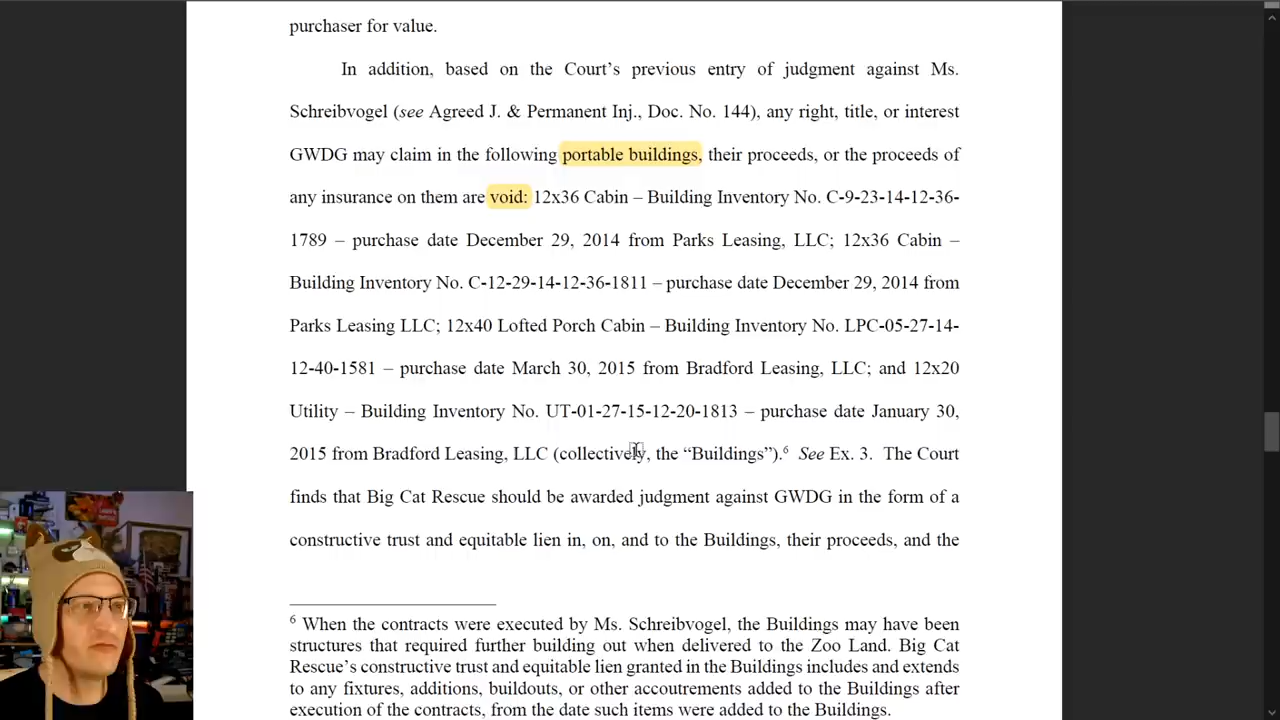 purchaser for value.
In addition, based on the Court’s previous entry of judgment against Ms.
Schreibvogel (see Agreed J. & Permanent Inj., Doc. No. 144), any right, title, or interest
GWDG may claim in the following portable buildings, their proceeds, or the proceeds of
any insurance on them are void: 12x36 Cabin – Building Inventory No. C-9-23-14-12-36-
1789 – purchase date December 29, 2014 from Parks Leasing, LLC; 12x36 Cabin –
Building Inventory No. C-12-29-14-12-36-1811 – purchase date December 29, 2014 from
Parks Leasing LLC; 12x40 Lofted Porch Cabin – Building Inventory No. LPC-05-27-14-
12-40-1581 – purchase date March 30, 2015 from Bradford Leasing, LLC; and 12x20
Utility – Building Inventory No. UT-01-27-15-12-20-1813 – purchase date January 30,
2015 from Bradford Leasing, LLC (collectively, the “Buildings”).6 See Ex. 3. The Court
finds that Big Cat Rescue should be awarded judgment against GWDG in the form of a
constructive trust and equitable lien in, on, and to the Buildings, their proceeds, and the
6 When the contracts were executed by Ms. Schreibvogel, the Buildings may have been
structures that required further building out when delivered to the Zoo Land. Big Cat
Rescue’s constructive trust and equitable lien granted in the Buildings includes and extends
to any fixtures, additions, buildouts, or other accoutrements added to the Buildings after
execution of the contracts, from the date such items were added to the Buildings.